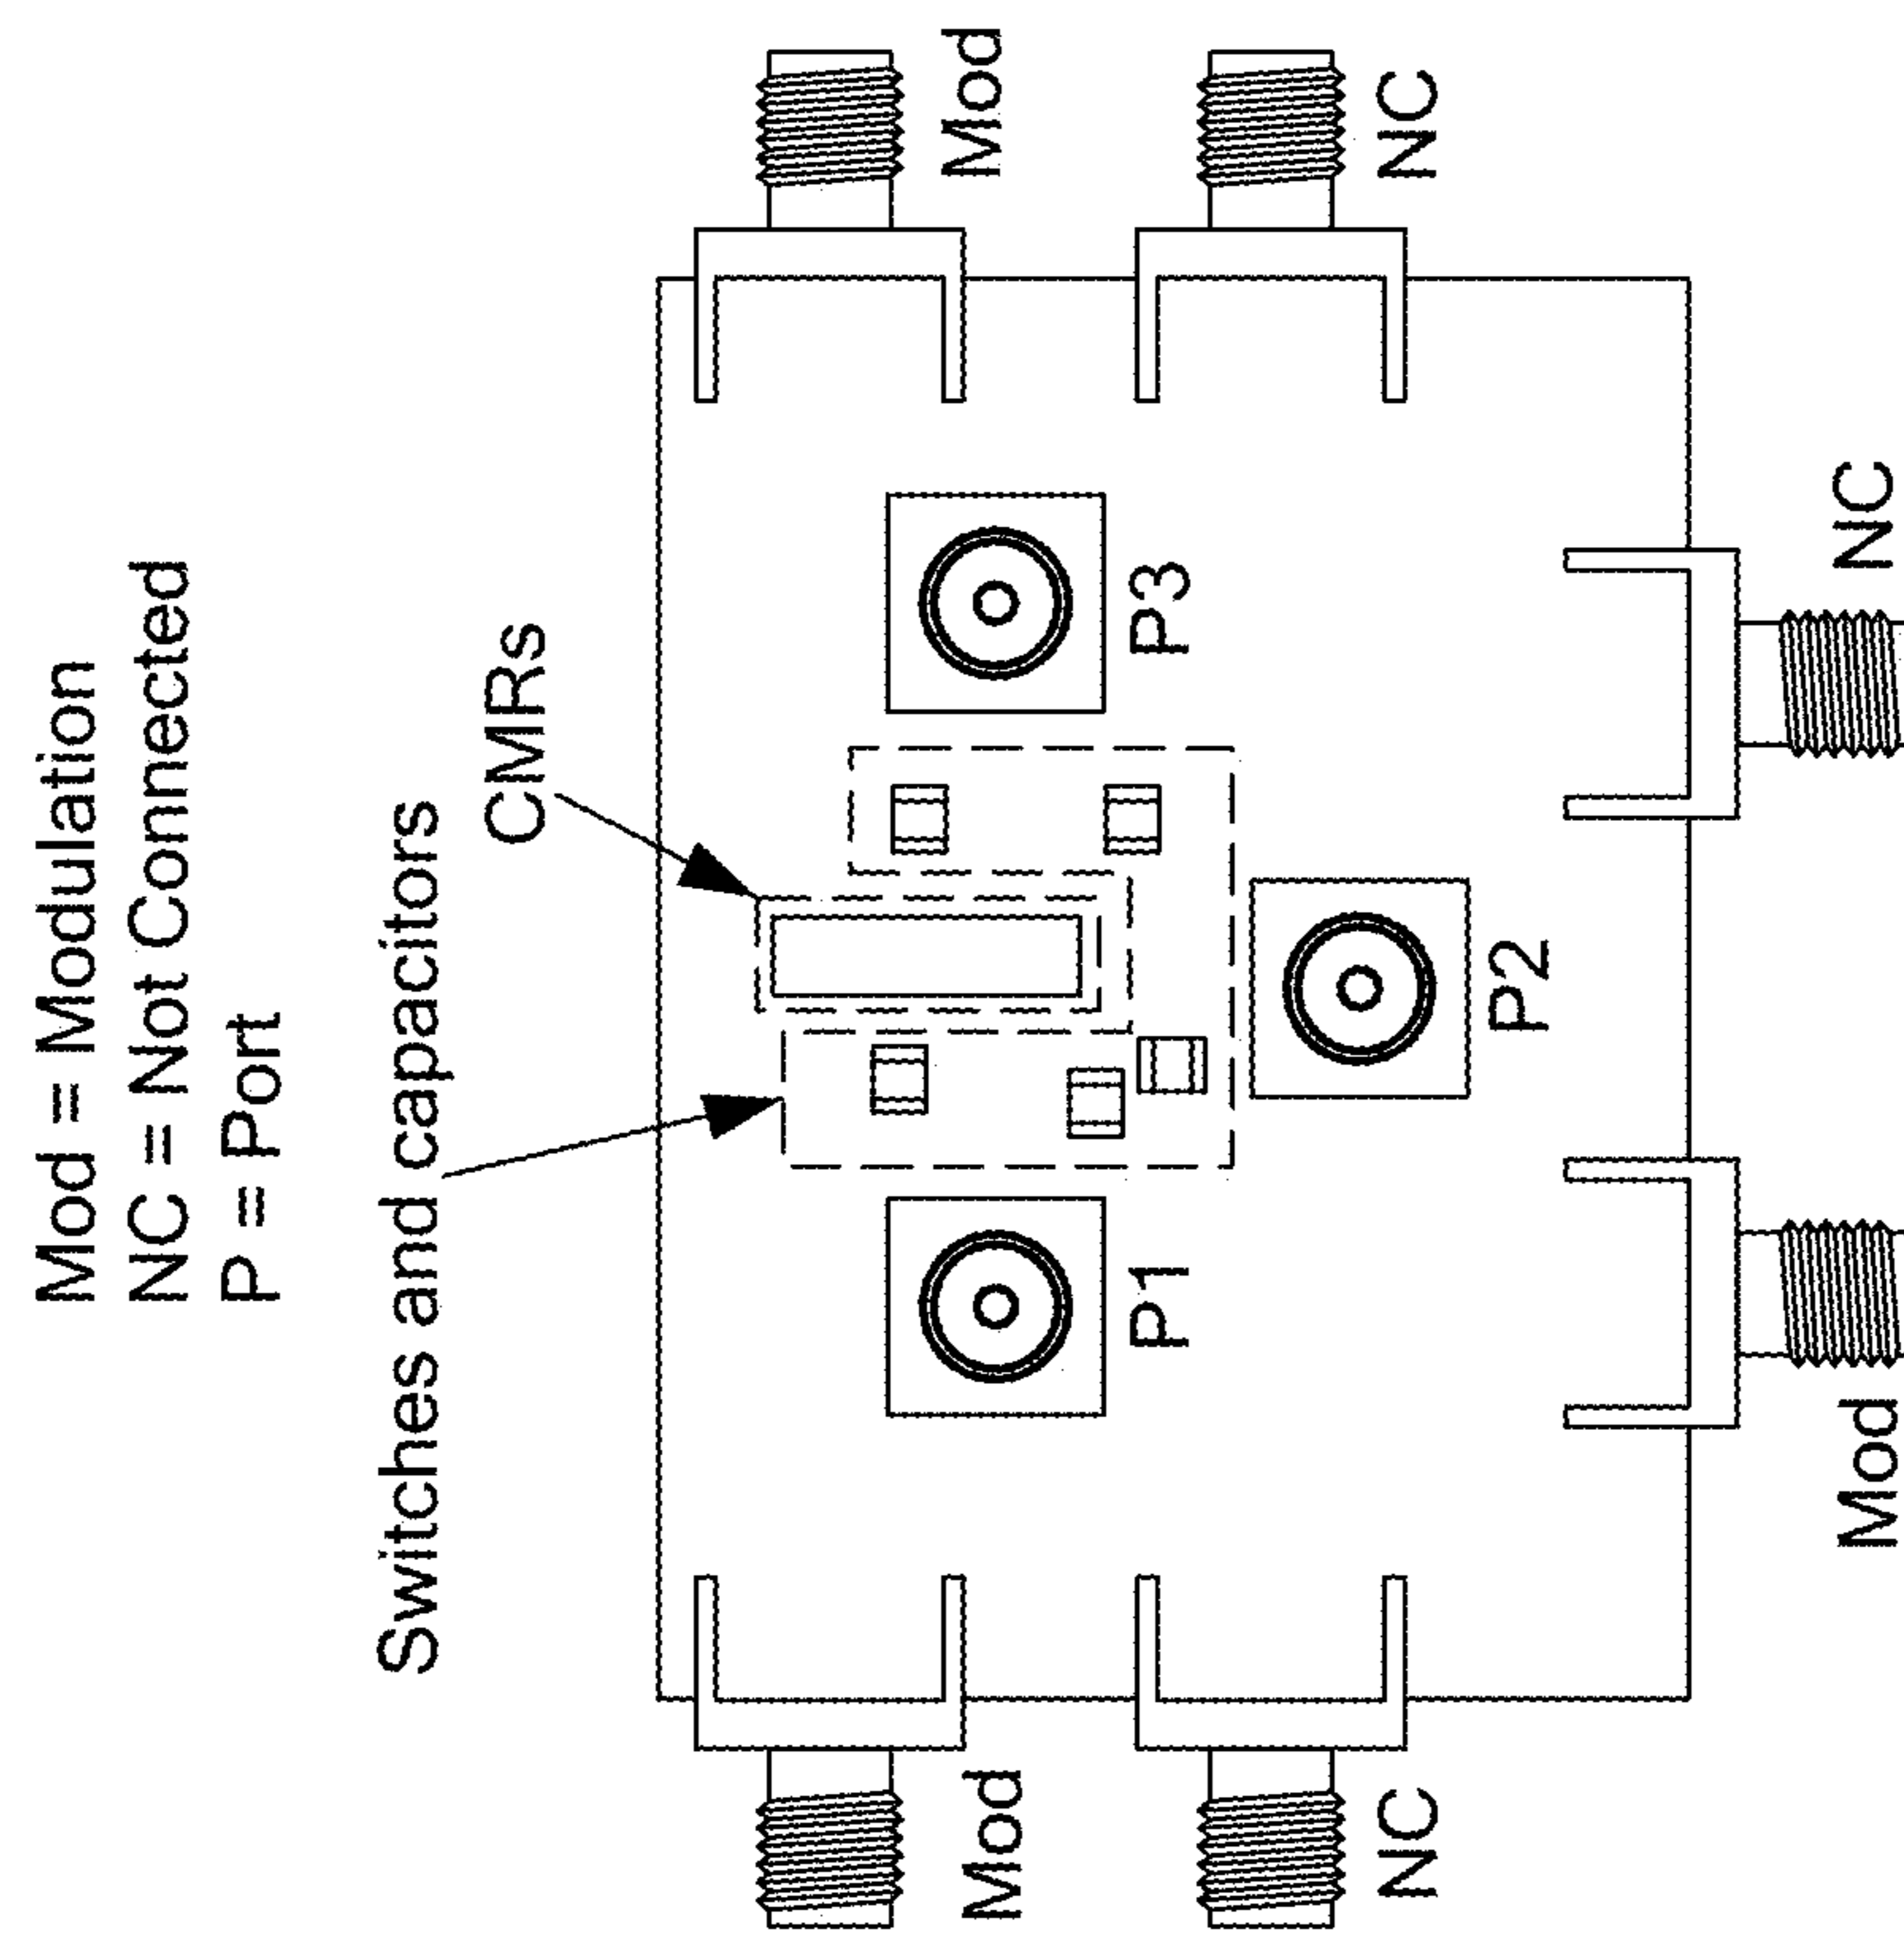 Mod = Modulation
NC = Not Connected
P = Port
Switches and capacitors
CMRs
Mod
Mod
P1
P3
NC
NC
P2
Mod
NC